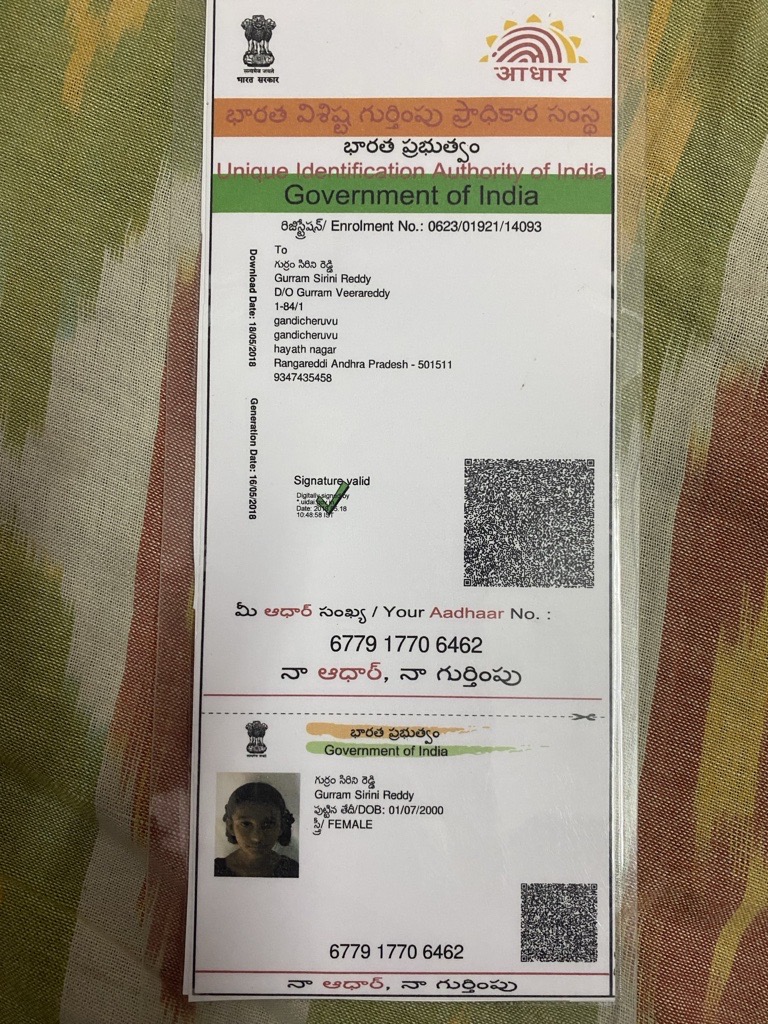 सत्यमेव जयते
भारत सरकार
आधार
భారత విశిష్ట గుర్తింపు ప్రాధికార సంస్థ
భారత ప్రభుత్వం
Unique Identification Authority of India
Government of India
రిజిస్ట్రేషన్/ Enrolment No.: 0623/01921/14093
To
గుర్రం సిరిని రెడ్డి
Gurram Sirini Reddy
D/O Gurram Veerareddy
1-84/1
gandicheruvu
gandicheruvu
hayath nagar
Rangareddi Andhra Pradesh - 501511
9347435458
Download Date: 18/05/2018
Generation Date: 16/05/2018
Signature valid
Digitally signed by
Date: .18
10:48:58 IST
మీ ఆధార్ సంఖ్య / Your Aadhaar No. :
6779 1770 6462
నా ఆధార్, నా గుర్తింపు
భారత ప్రభుత్వం
Government of India
గుర్రం సిరిని రెడ్డి
Gurram Sirini Reddy
పుట్టిన తేదీ/DOB: 01/07/2000
స్త్రీ/ FEMALE
6779 1770 6462
నా ఆధార్, నా గుర్తింపు